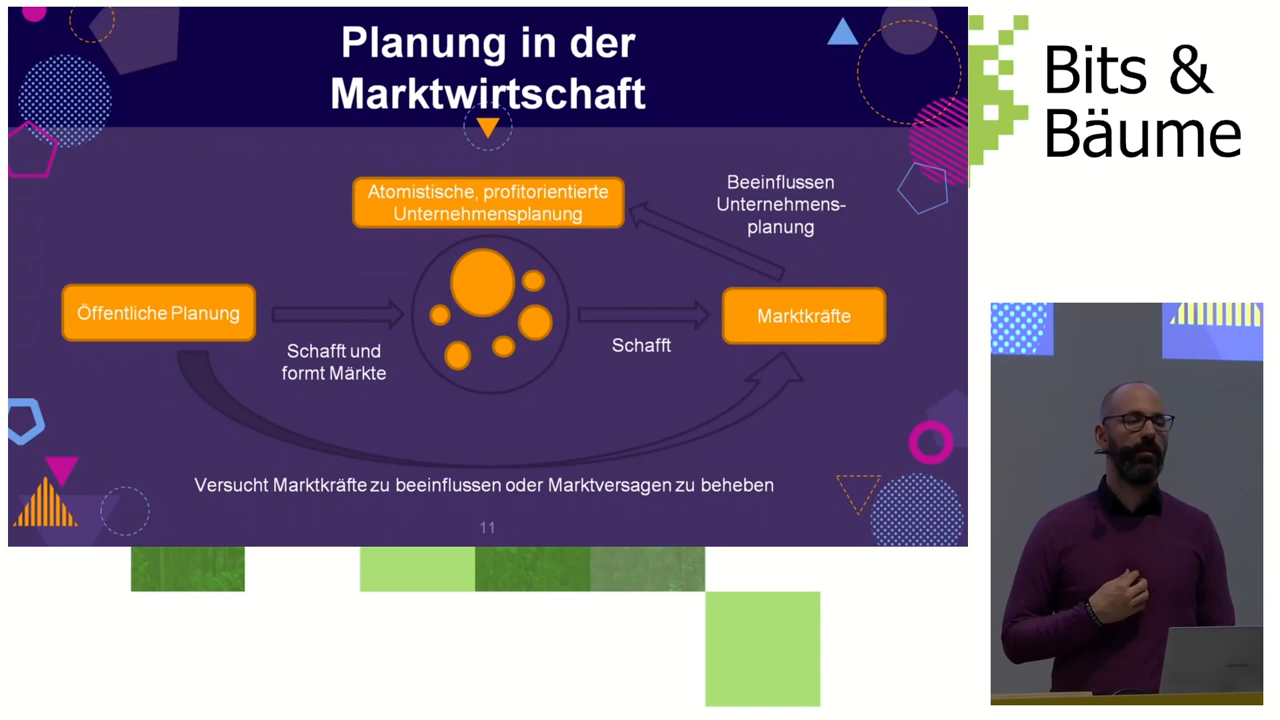 Planung in der
Marktwirtschaft
Bits &
Bäume
Atomistische, profitorientierte
Unternehmensplanung
Beeinflussen
Unternehmens-
planung
Öffentliche Planung
Marktkräfte
Schafft und
formt Märkte
Schafft
Versucht Marktkräfte zu beeinflussen oder Marktversagen zu beheben
11